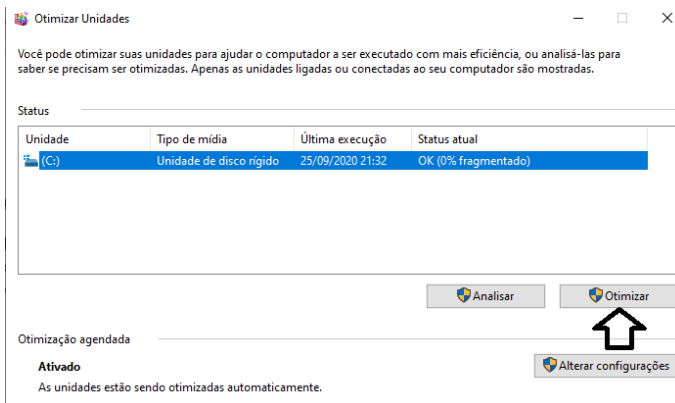 Otimizar Unidades
Você pode otimizar suas unidades para ajudar o computador a ser executado com mais eficiência, ou analisá-las para
saber se precisam ser otimizadas. Apenas as unidades ligadas ou conectadas ao seu computador são mostradas.
Status
Unidade Tipo de mídia Última execução Status atual
(C:) Unidade de disco rígido 25/09/2020 21:32 OK (0% fragmentado)
Analisar Otimizar
Otimização agendada
Ativado Alterar configurações
As unidades estão sendo otimizadas automaticamente.